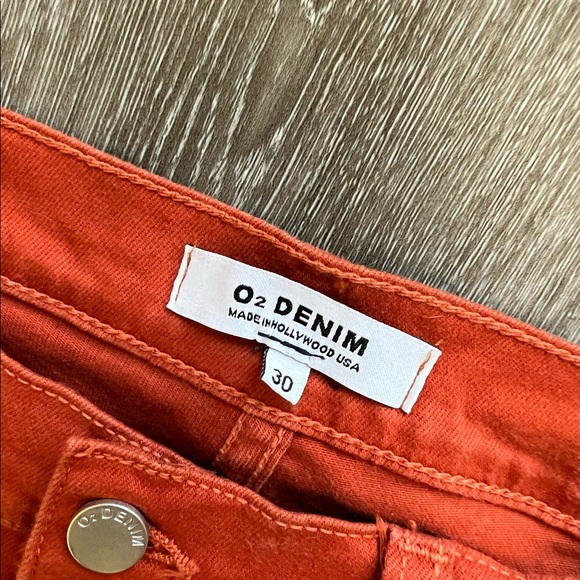 O2 DENIM
MADE IN HOLLYWOOD USA
30
O2 DENIM